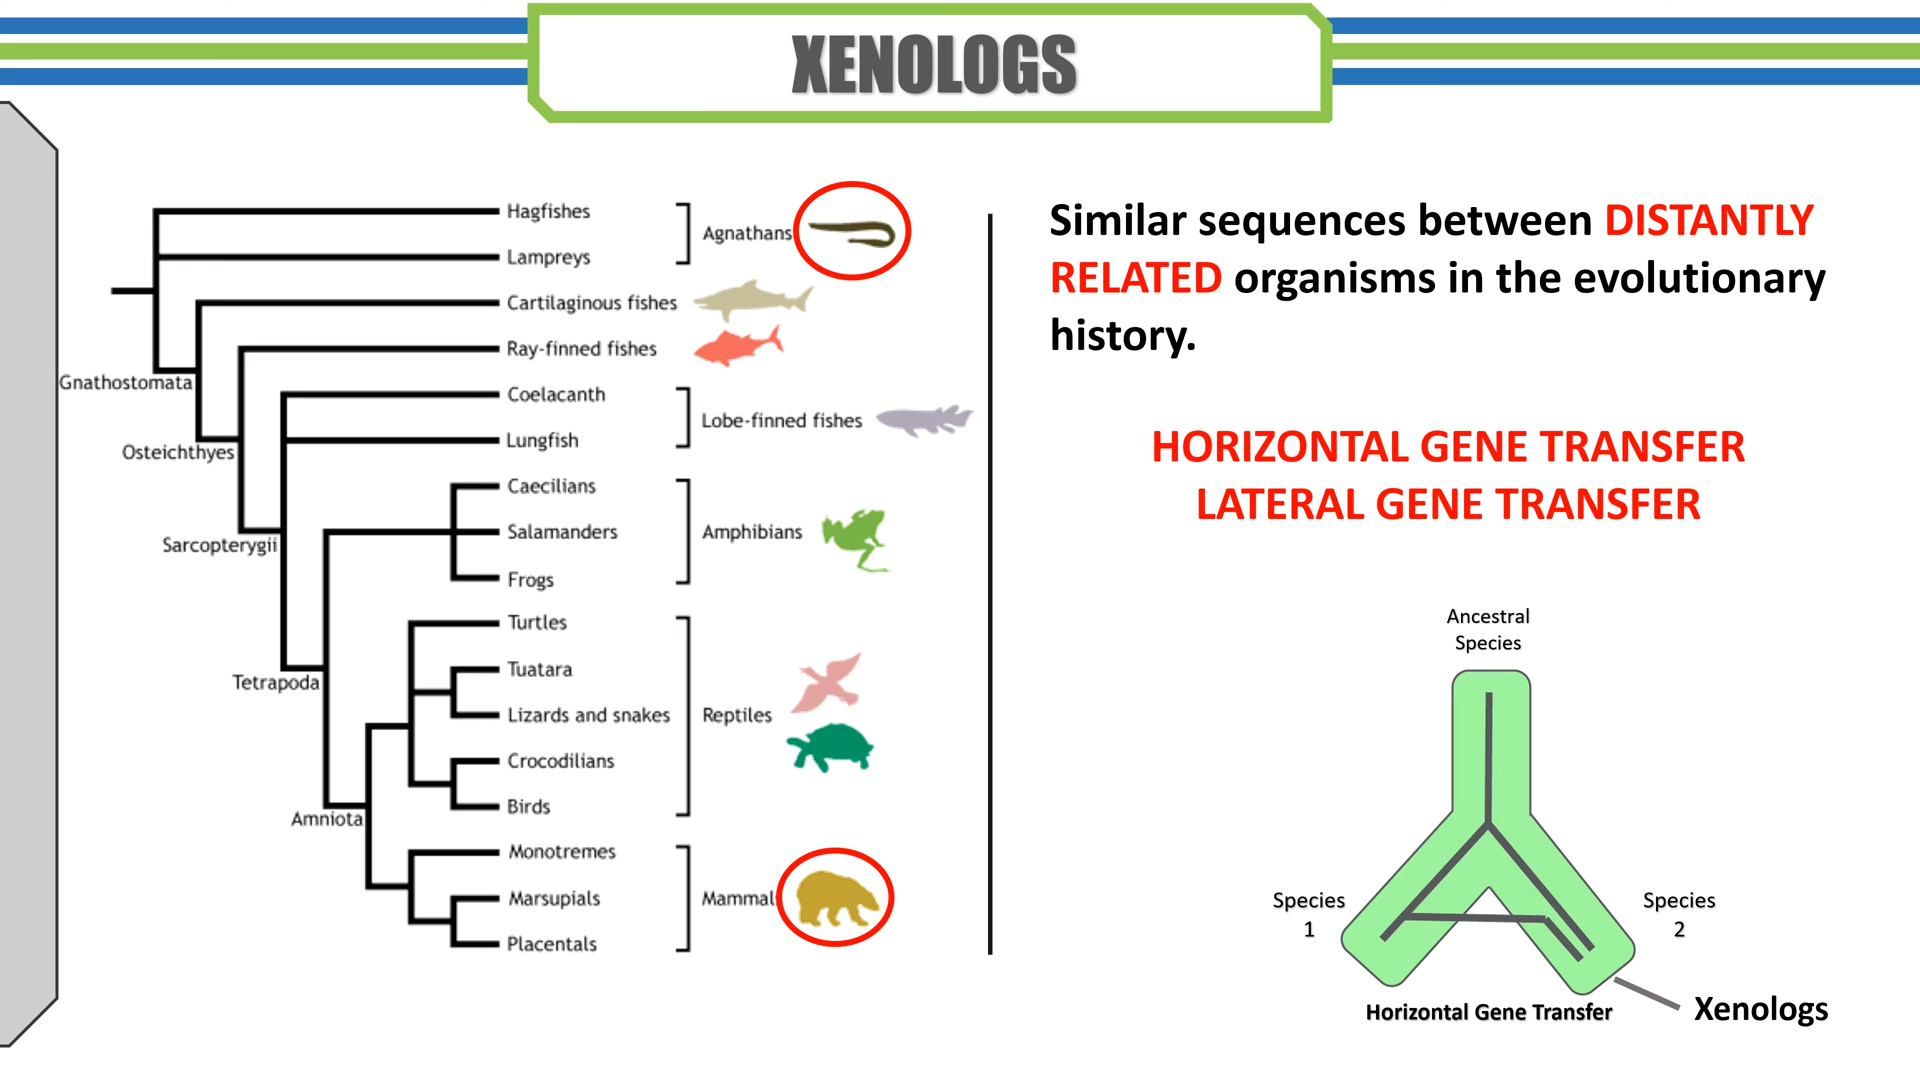 XENOLOGS
Hagfishes
Lampreys
Agnathans
Cartilaginous fishes
Ray-finned fishes
Gnathostomata
Coelacanth
Lungfish
Lobe-finned fishes
Osteichthyes
Caecilians
Salamanders
Frogs
Amphibians
Sarcopterygii
Turtles
Tuatara
Lizards and snakes
Crocodilians
Birds
Reptiles
Tetrapoda
Amniota
Monotremes
Marsupials
Placentals
Mammal
Similar sequences between DISTANTLY
RELATED organisms in the evolutionary
history.
HORIZONTAL GENE TRANSFER
LATERAL GENE TRANSFER
Ancestral
Species
Species
1
Species
2
Horizontal Gene Transfer
Xenologs